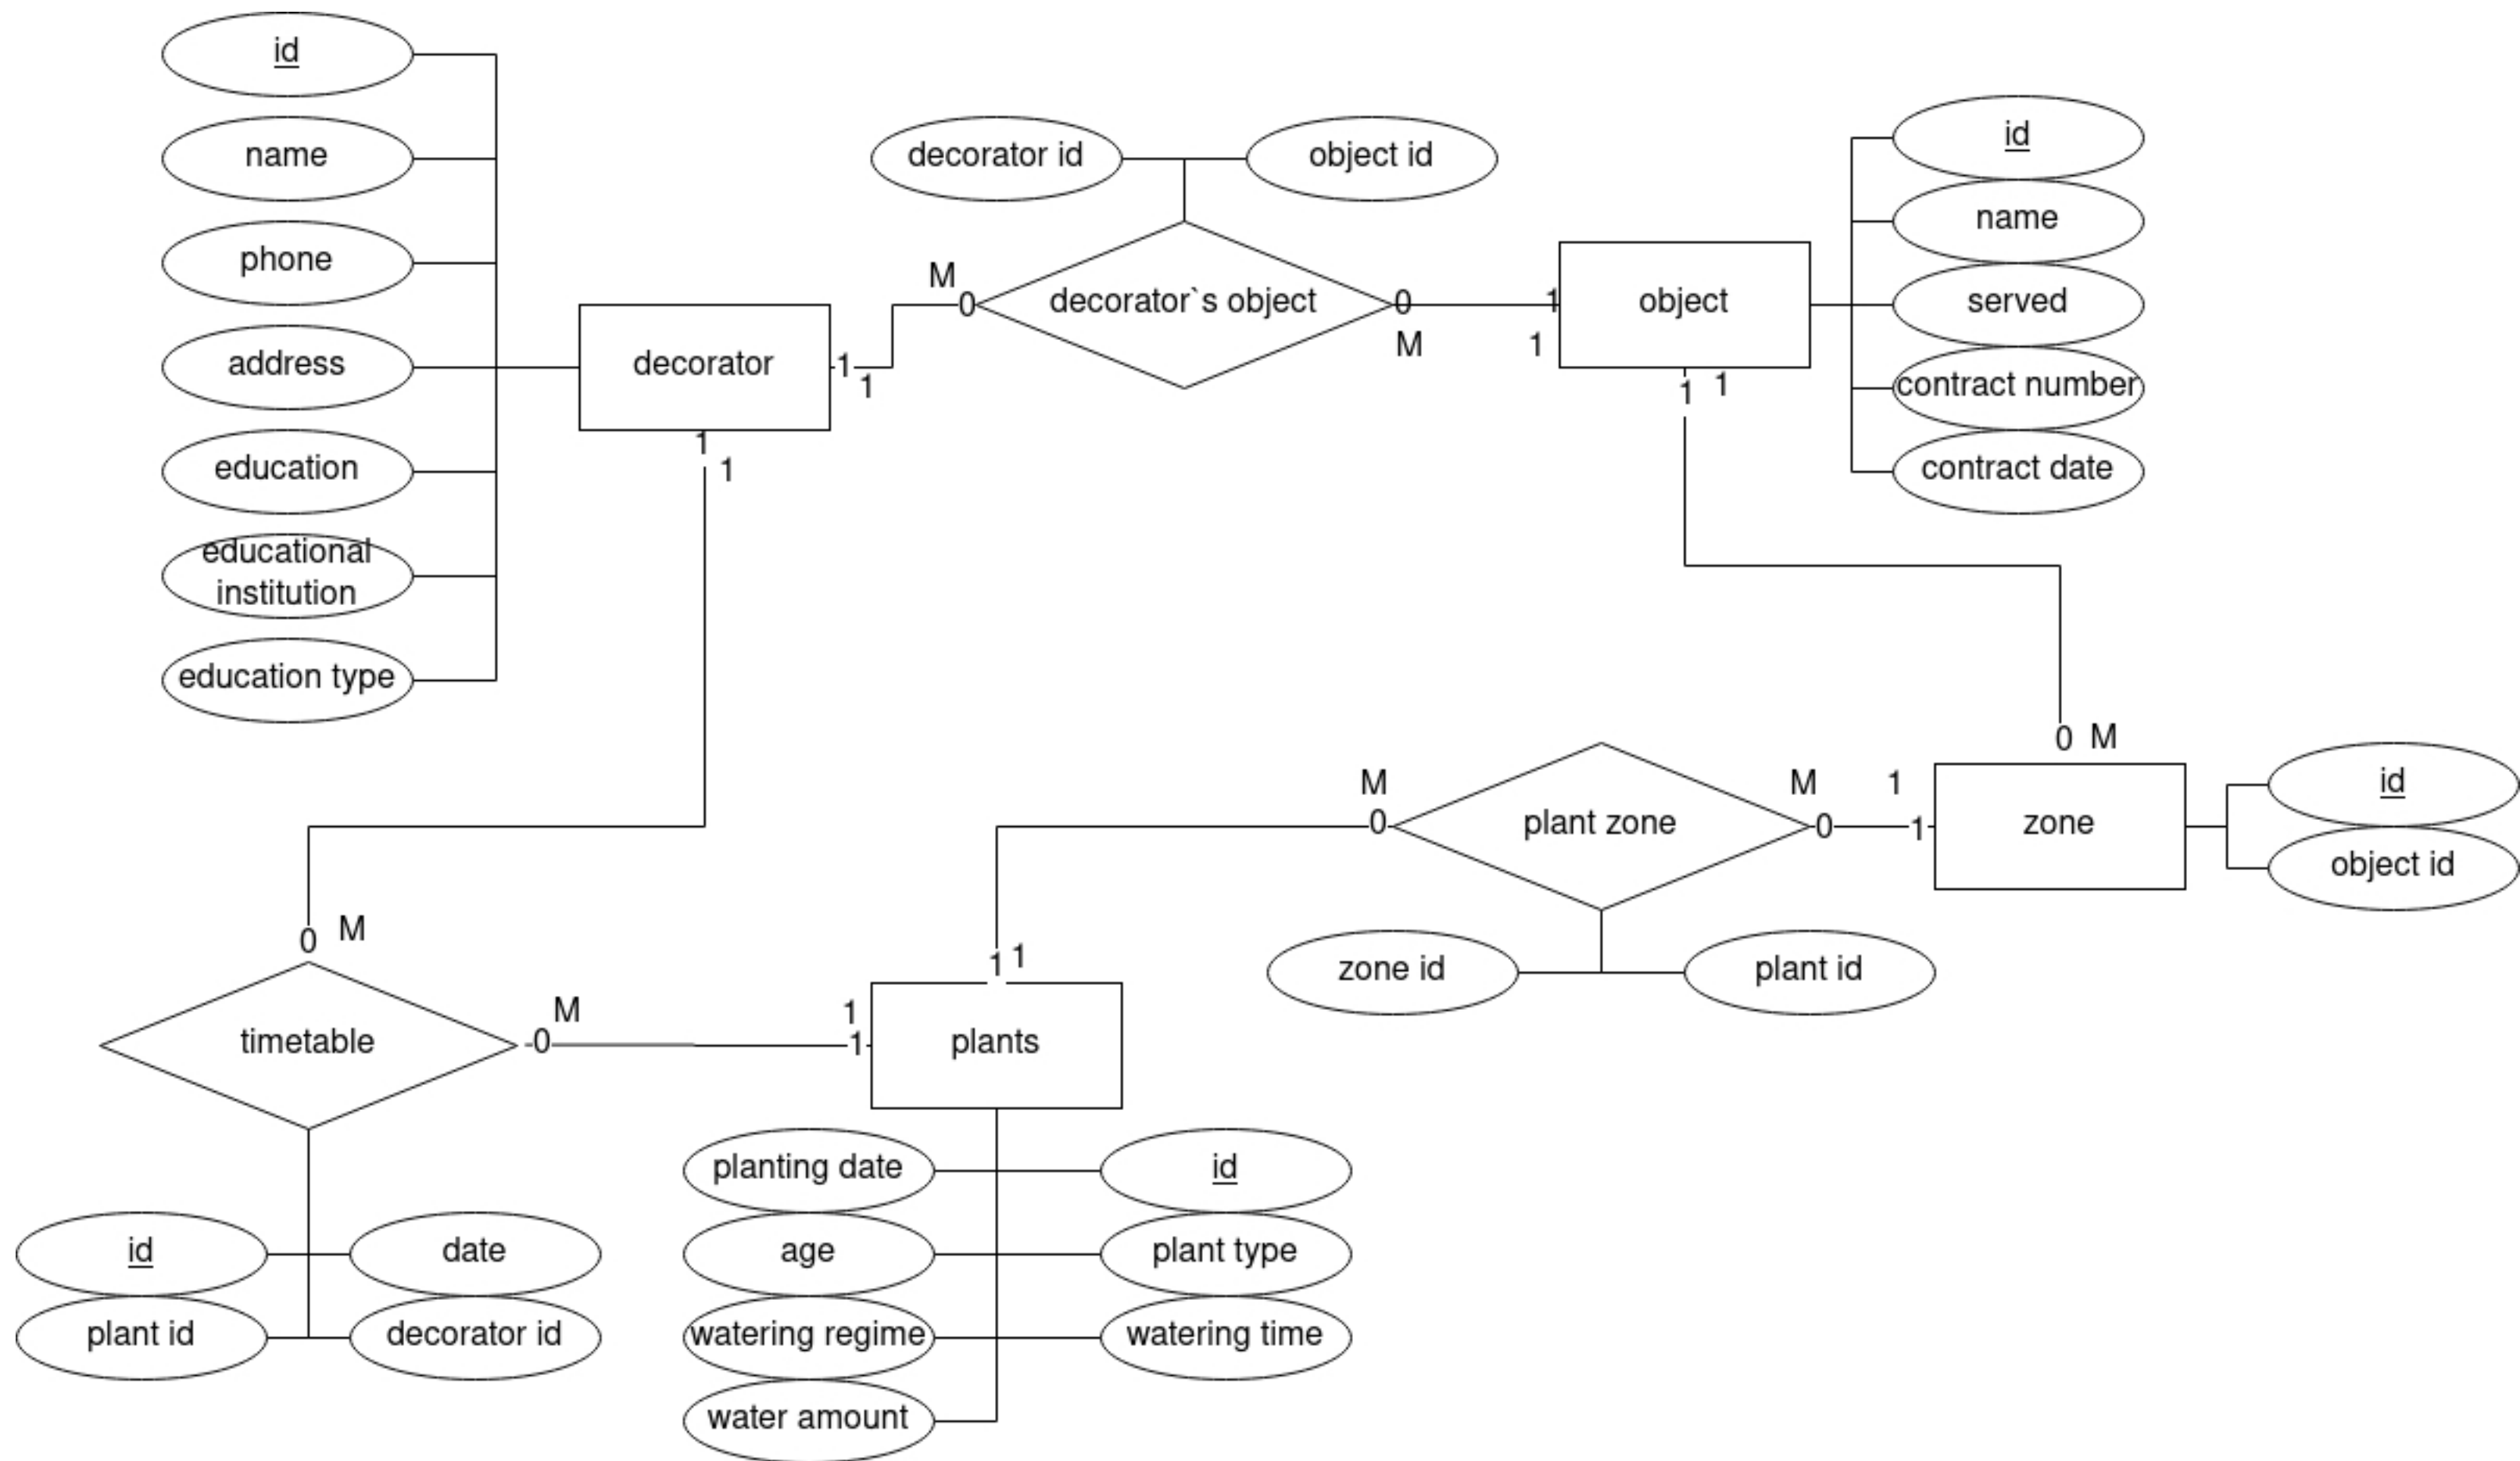 id
name
phone
address
education
educational
institution
education type
decorator
1
1
1
1
decorator id
object id
M
0
decorator`s object
0
M
1
1
object
1
1
id
name
served
contract number
contract date
0
M
zone
id
object id
1
1
M
0
plant zone
M
0
zone id
plant id
1
1
plants
1
1
M
-0
0
M
timetable
id
date
plant id
decorator id
planting date
id
age
plant type
watering regime
watering time
water amount